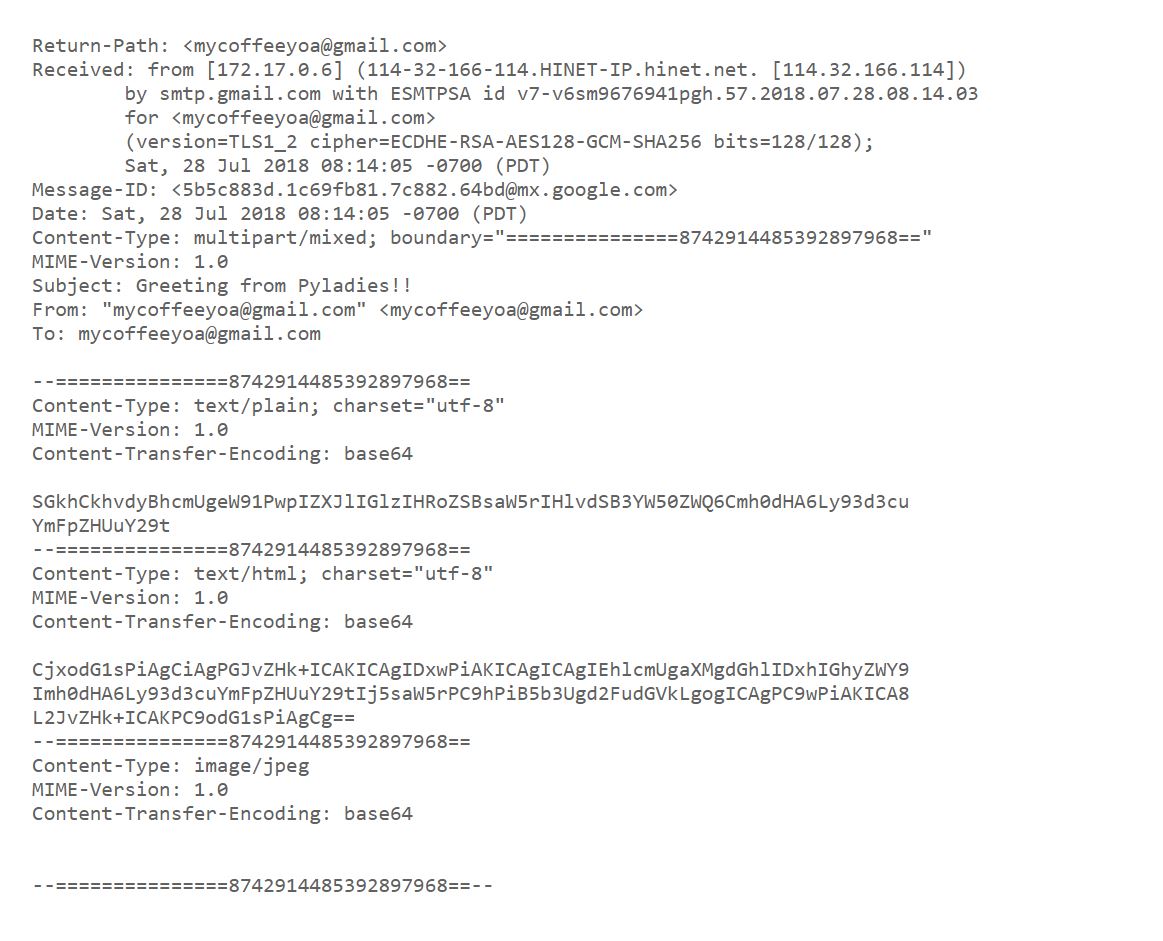 Return-Path: <mycoffeeyoa@gmail.com>
Received: from [172.17.0.6] (114-32-166-114.HINET-IP.hinet.net. [114.32.166.114])
        by smtp.gmail.com with ESMTPSA id v7-v6sm9676941pgh.57.2018.07.28.08.14.03
        for <mycoffeeyoa@gmail.com>
        (version=TLS1_2 cipher=ECDHE-RSA-AES128-GCM-SHA256 bits=128/128);
        Sat, 28 Jul 2018 08:14:05 -0700 (PDT)
Message-ID: <5b5c883d.1c69fb81.7c882.64bd@mx.google.com>
Date: Sat, 28 Jul 2018 08:14:05 -0700 (PDT)
Content-Type: multipart/mixed; boundary="===============8742914485392897968=="
MIME-Version: 1.0
Subject: Greeting from Pyladies!!
From: "mycoffeeyoa@gmail.com" <mycoffeeyoa@gmail.com>
To: mycoffeeyoa@gmail.com

--===============8742914485392897968==
Content-Type: text/plain; charset="utf-8"
MIME-Version: 1.0
Content-Transfer-Encoding: base64

SGkhCkhvdyBhcmUgeW91PwpIZXJlIGlzIHRoZSBsaW5rIHlvdSB3YW50ZWQ6Cmh0dHA6Ly93d3cu
YmFpZHUuY29t
--===============8742914485392897968==
Content-Type: text/html; charset="utf-8"
MIME-Version: 1.0
Content-Transfer-Encoding: base64

CjxodG1sPiAgCiAgPGJvZHk+ICAKICAgIDxwPiAKICAgICAgIEhlcmUgaXMgdGhlIDxhIGhyZWY9
Imh0dHA6Ly93d3cuYmFpZHUuY29tIj5saW5rPC9hPiB5b3Ugd2FudGVkLgogICAgPC9wPiAKICA8
L2JvZHk+ICAKPC9odG1sPiAgCg==
--===============8742914485392897968==
Content-Type: image/jpeg
MIME-Version: 1.0
Content-Transfer-Encoding: base64


--===============8742914485392897968==--